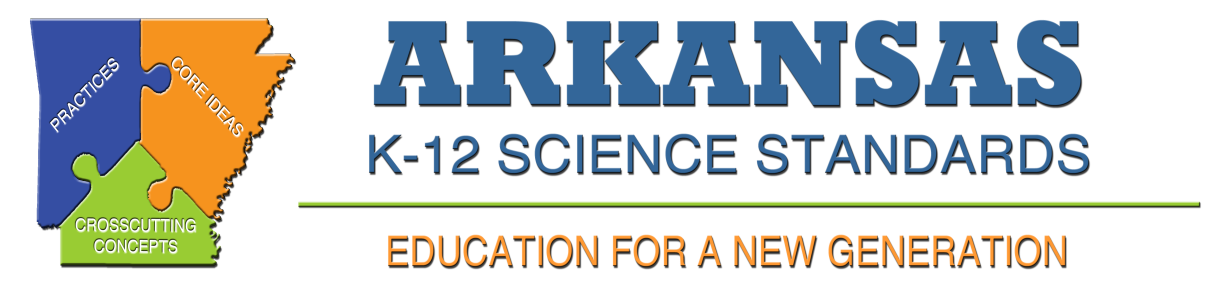 PRACTICES
CORE IDEAS
CROSSCUTTING
CONCEPTS
ARKANSAS
K-12 SCIENCE STANDARDS
EDUCATION FOR A NEW GENERATION